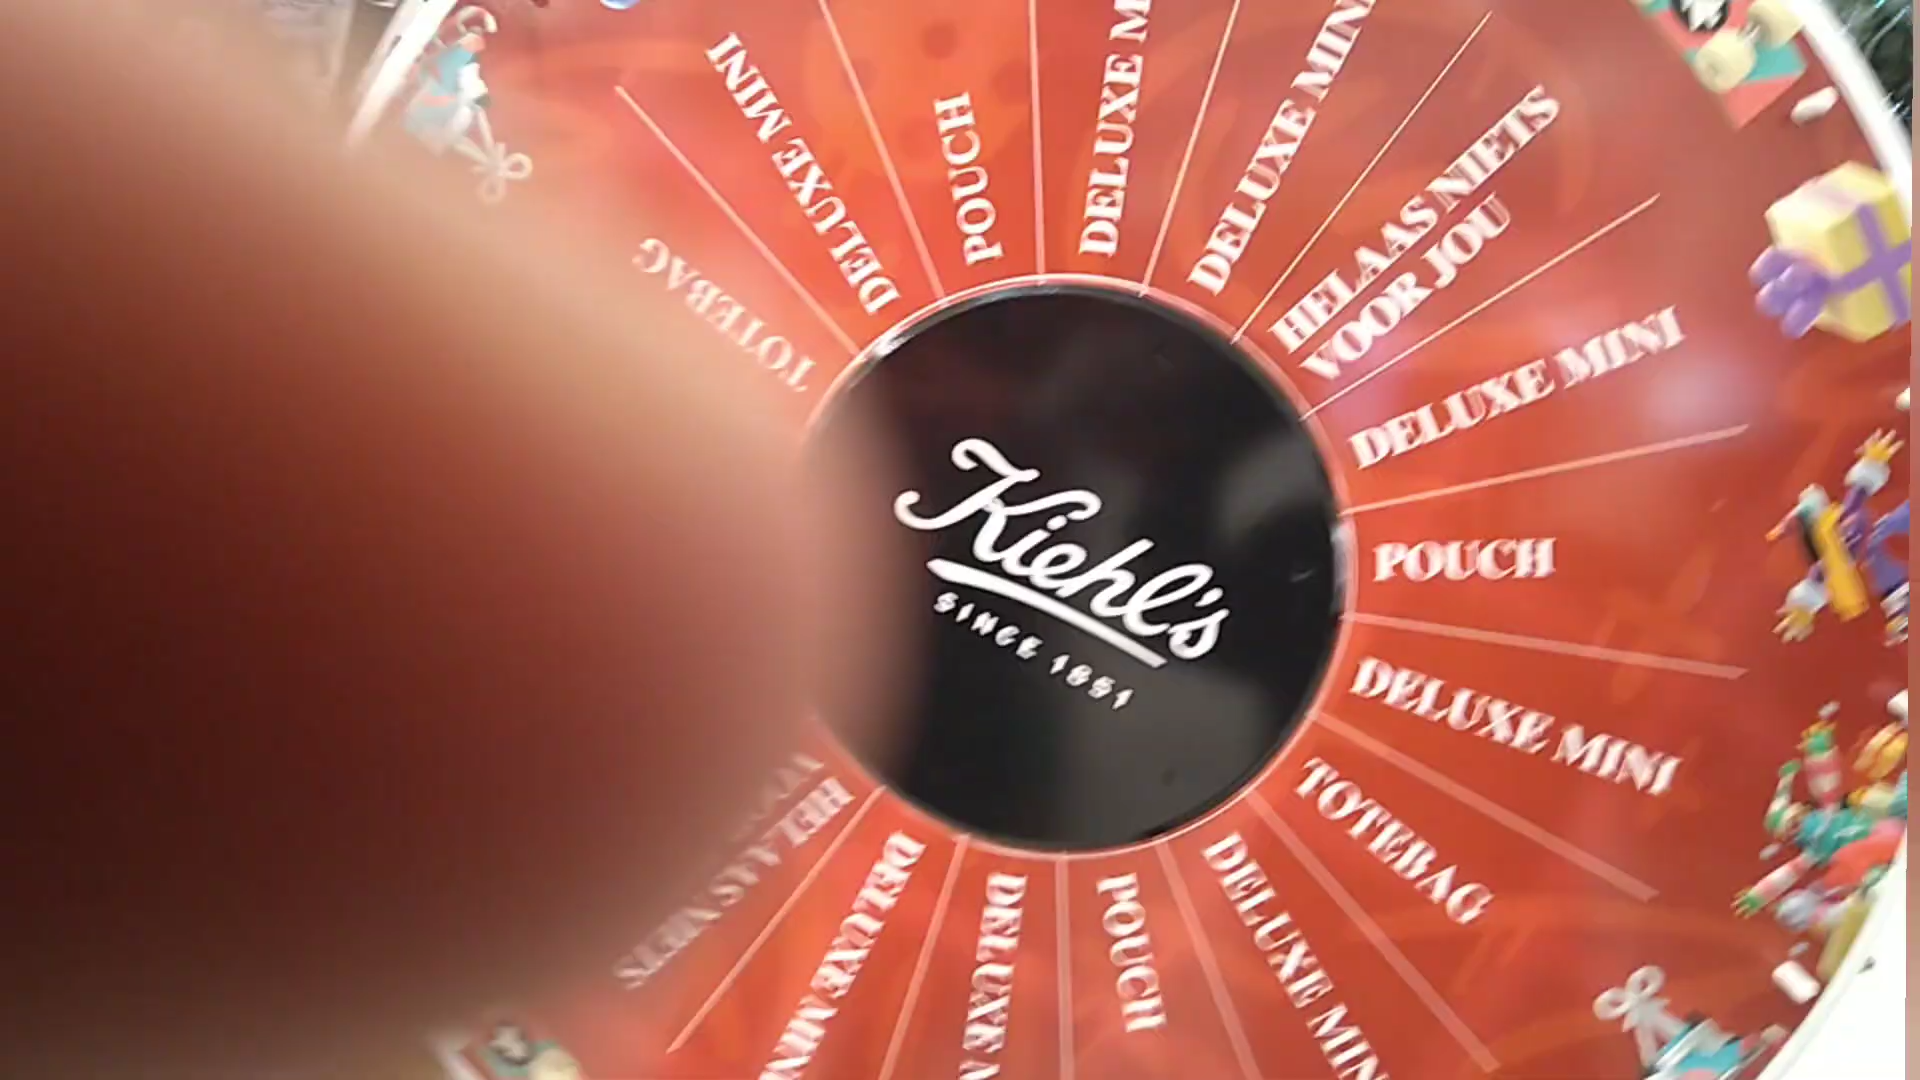 Kiehl's
SINCE 1851
TOTEBAG
DELUXE MINI
POUCH
DELUXE M
DELUXE MINI
HELAAS NIETS
VOOR JOU
DELUXE MINI
POUCH
DELUXE MINI
TOTEBAG
DELUXE MIN
POUCH
DELUXE
DELUXE MINI
HELAAS NIETS